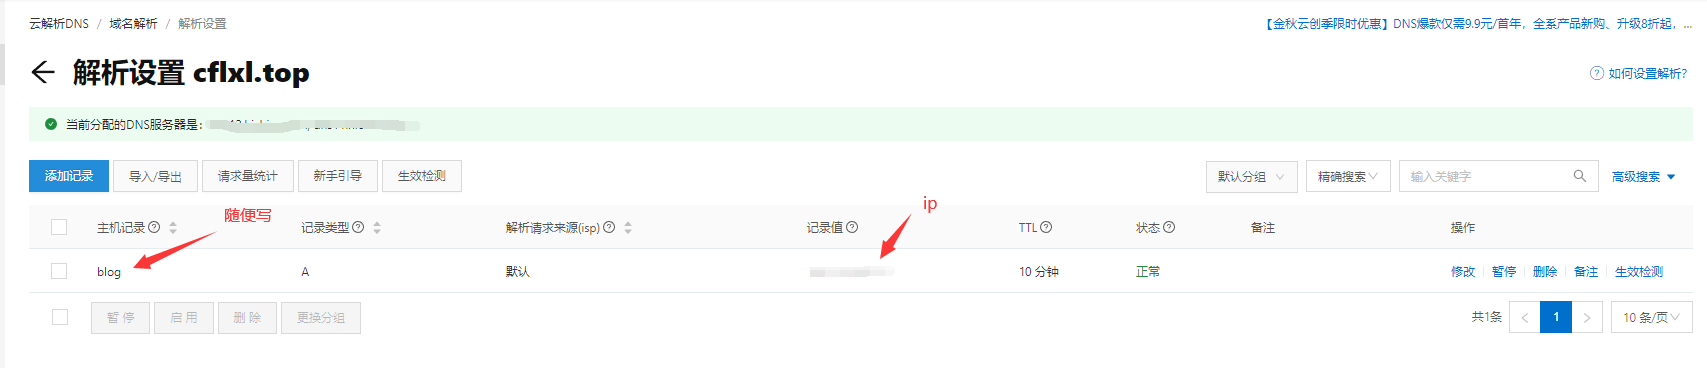 云解析DNS / 域名解析 / 解析设置
【金秋云创季限时优惠】DNS爆款仅需9.9元/首年，全系产品新购、升级8折起，...
← 解析设置 cflxl.top
? 如何设置解析?
当前分配的DNS服务器是:
添加记录 导入/导出 请求量统计 新手引导 生效检测 默认分组 精确搜索 输入关键字 高级搜索
随便写 ip
主机记录 ? 记录类型 ? 解析请求来源(isp) ? 记录值 ? TTL ? 状态 ? 备注 操作
blog A 默认 10 分钟 正常 修改 暂停 删除 备注 生效检测
暂 停 启 用 删 除 更换分组 共1条 < 1 > 10 条/页